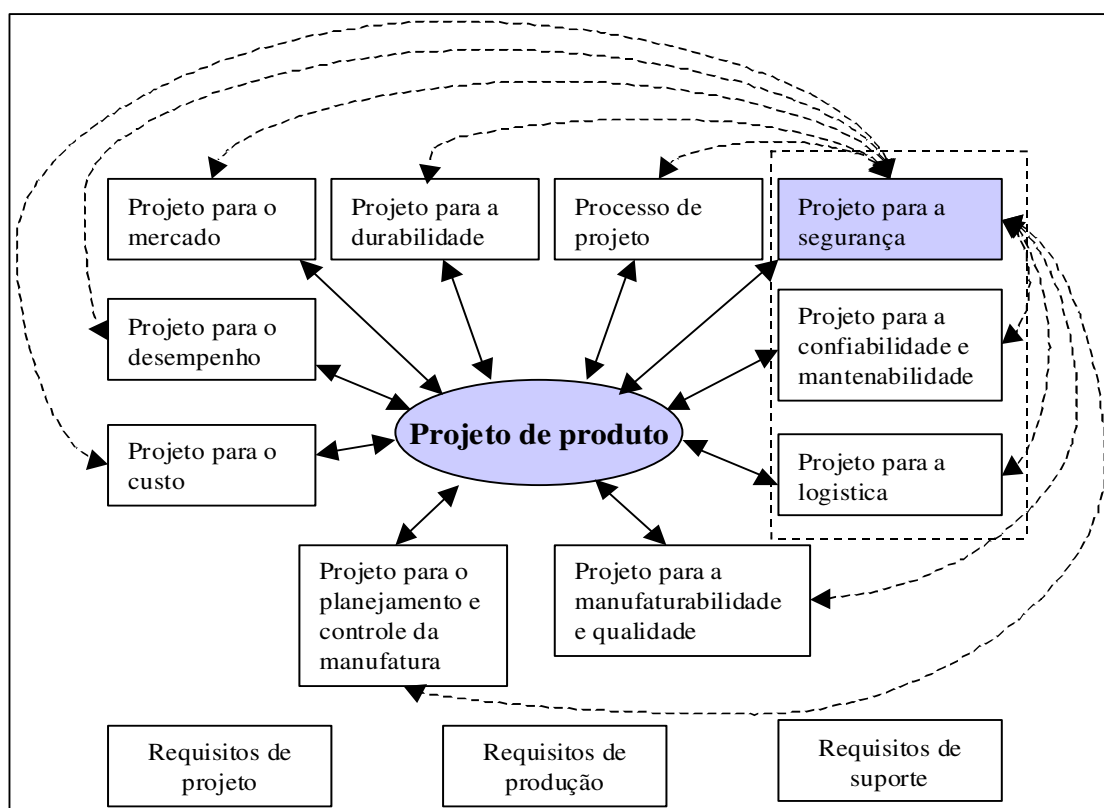 Projeto para o
mercado
Projeto para a
durabilidade
Processo de
projeto
Projeto para a
segurança
Projeto para o
desempenho
Projeto para a
confiabilidade e
mantenabilidade
Projeto de produto
Projeto para o
custo
Projeto para a
logistica
Projeto para o
planejamento e
controle da
manufatura
Projeto para a
manufaturabilidade
e qualidade
Requisitos de
projeto
Requisitos de
produção
Requisitos de
suporte